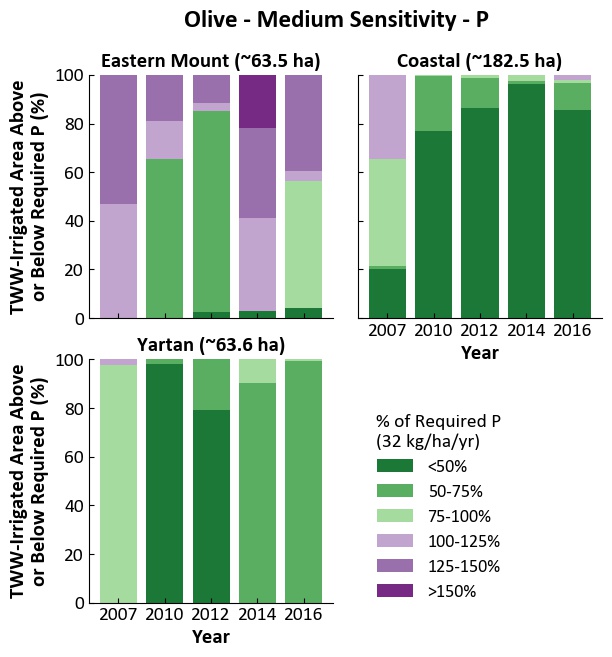 Olive - Medium Sensitivity - P
Eastern Mount (~63.5 ha)
Coastal (~182.5 ha)
TWW-Irrigated Area Above
or Below Required P (%)
100
80
60
40
20
0
2007 2010 2012 2014 2016
Year
Yartan (~63.6 ha)
TWW-Irrigated Area Above
or Below Required P (%)
100
80
60
40
20
0
2007 2010 2012 2014 2016
Year
% of Required P
(32 kg/ha/yr)
<50%
50-75%
75-100%
100-125%
125-150%
>150%